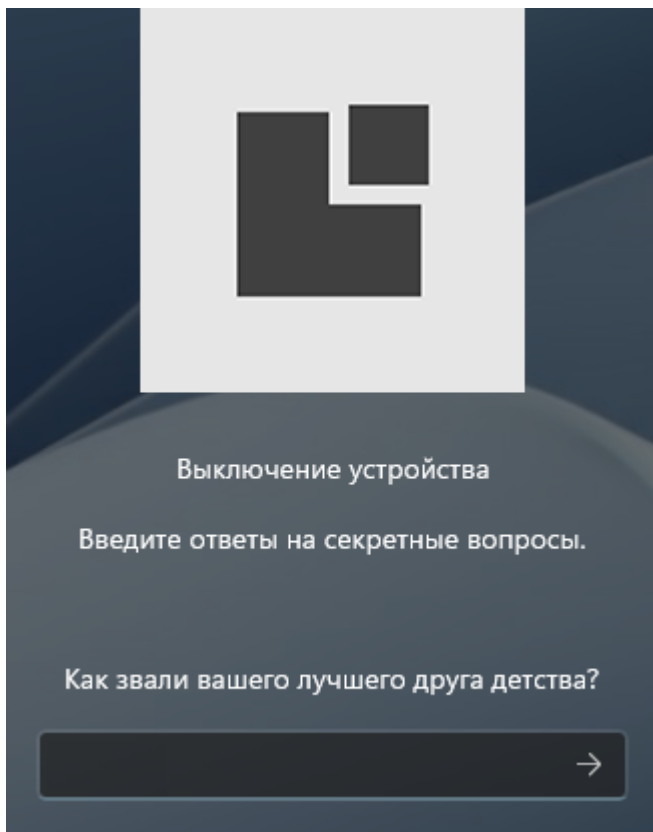 Выключение устройства
Введите ответы на секретные вопросы.
Как звали вашего лучшего друга детства?